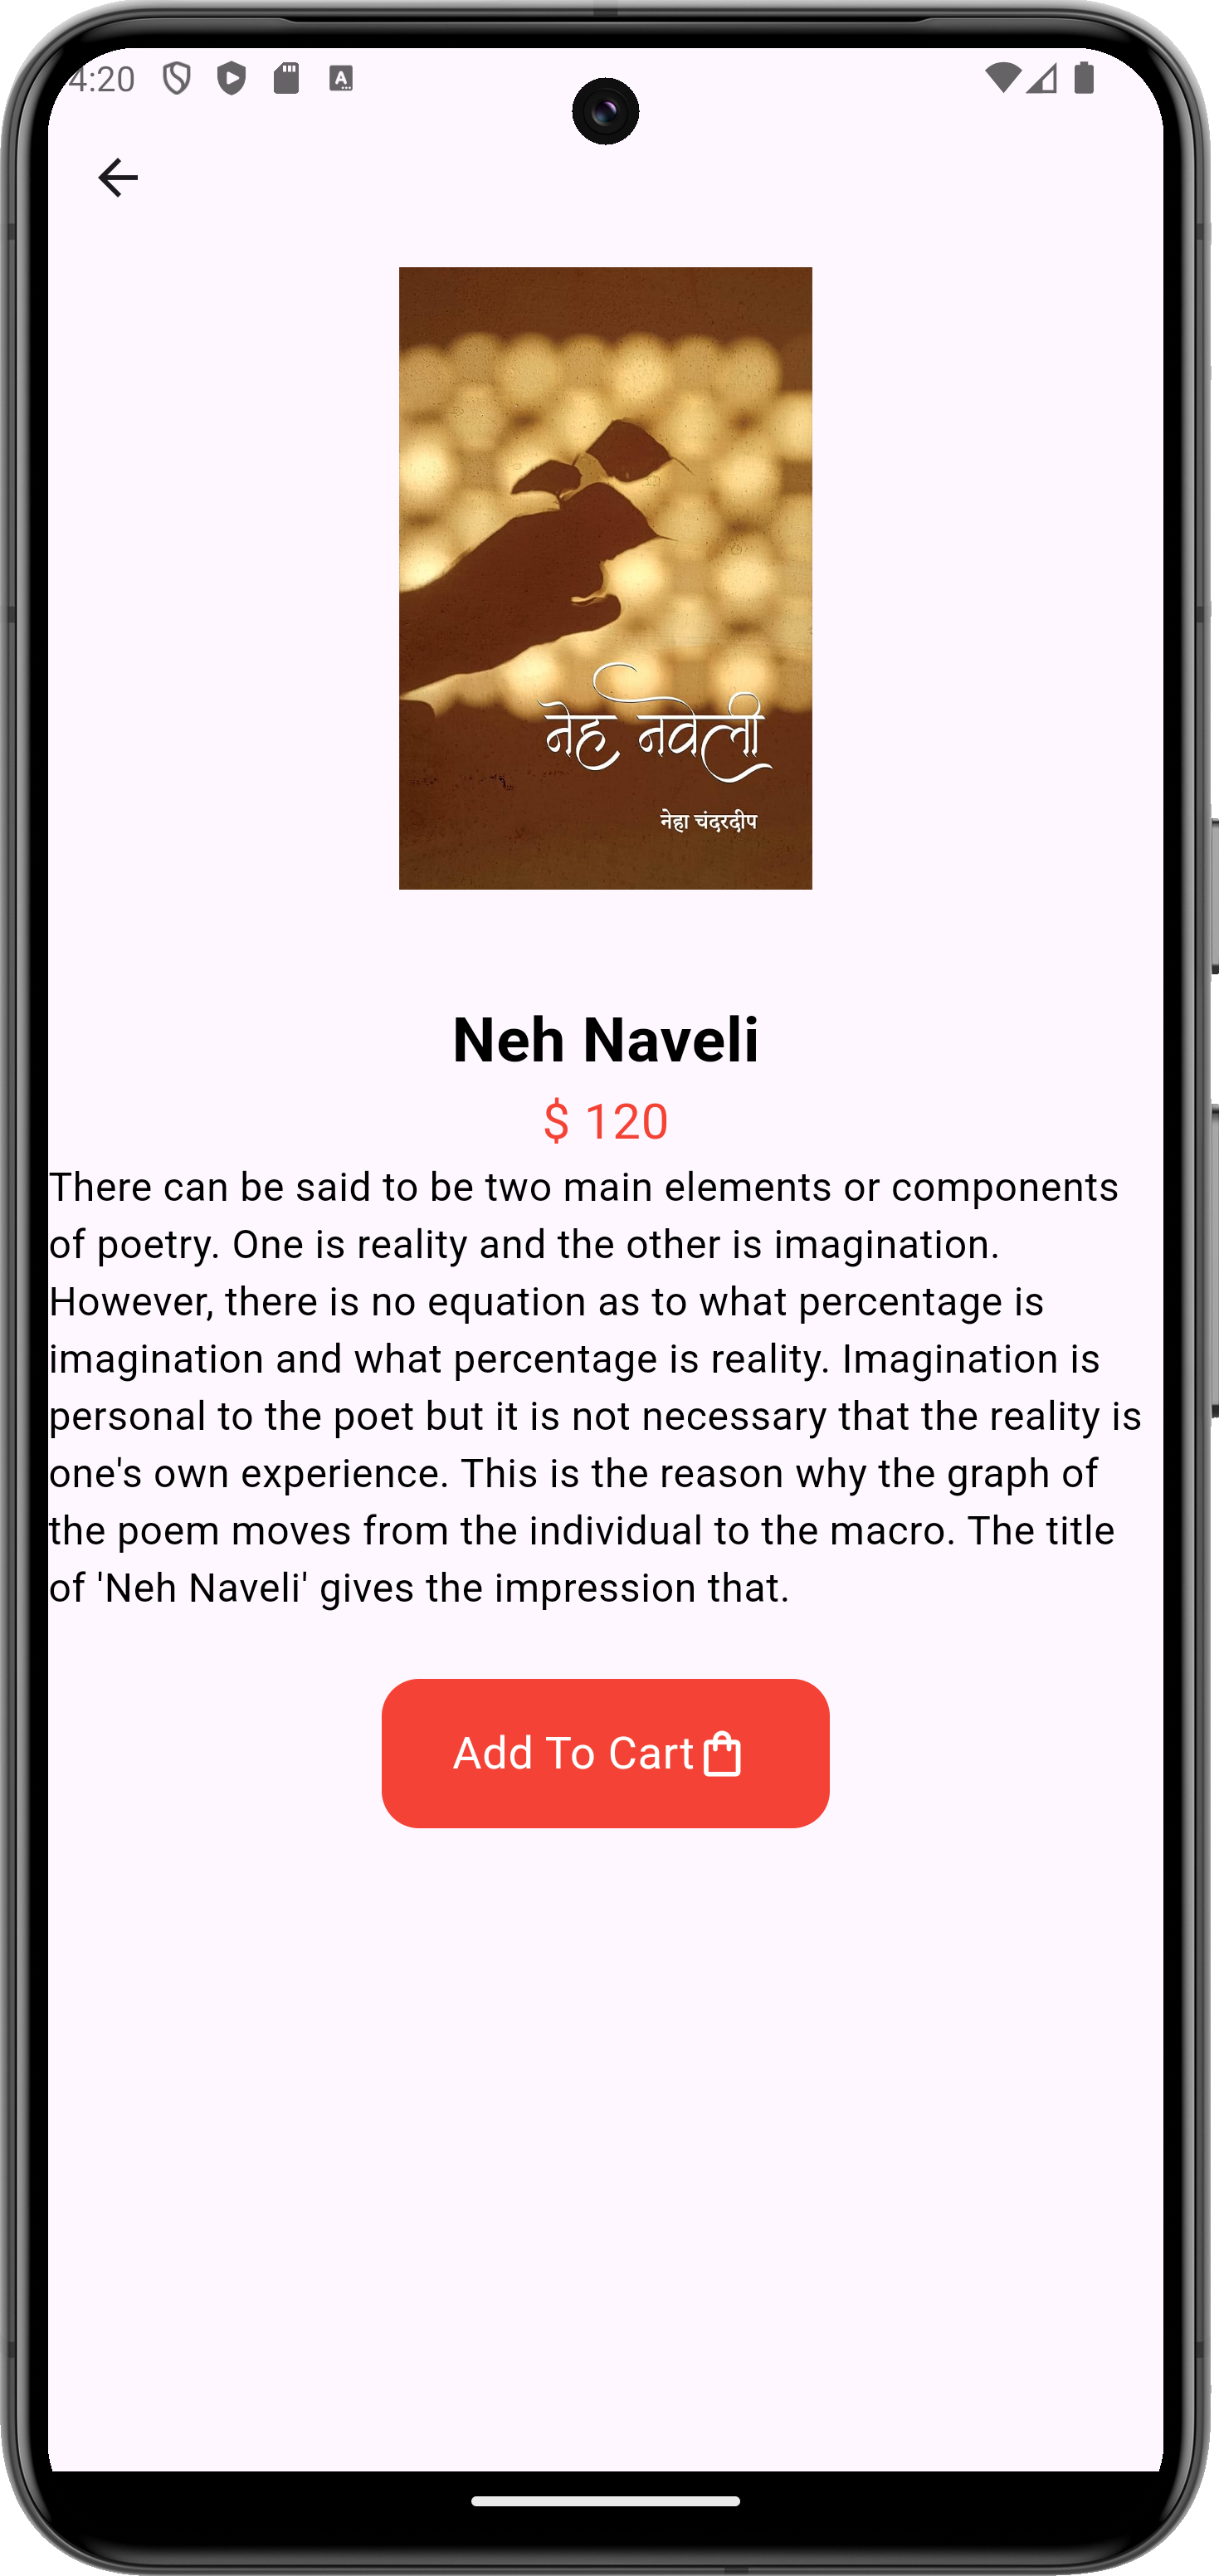 4:20
नेह नवेली
नेहा चंदरदीप
Neh Naveli
$ 120
There can be said to be two main elements or components
of poetry. One is reality and the other is imagination.
However, there is no equation as to what percentage is
imagination and what percentage is reality. Imagination is
personal to the poet but it is not necessary that the reality is
one's own experience. This is the reason why the graph of
the poem moves from the individual to the macro. The title
of 'Neh Naveli' gives the impression that.
Add To Cart